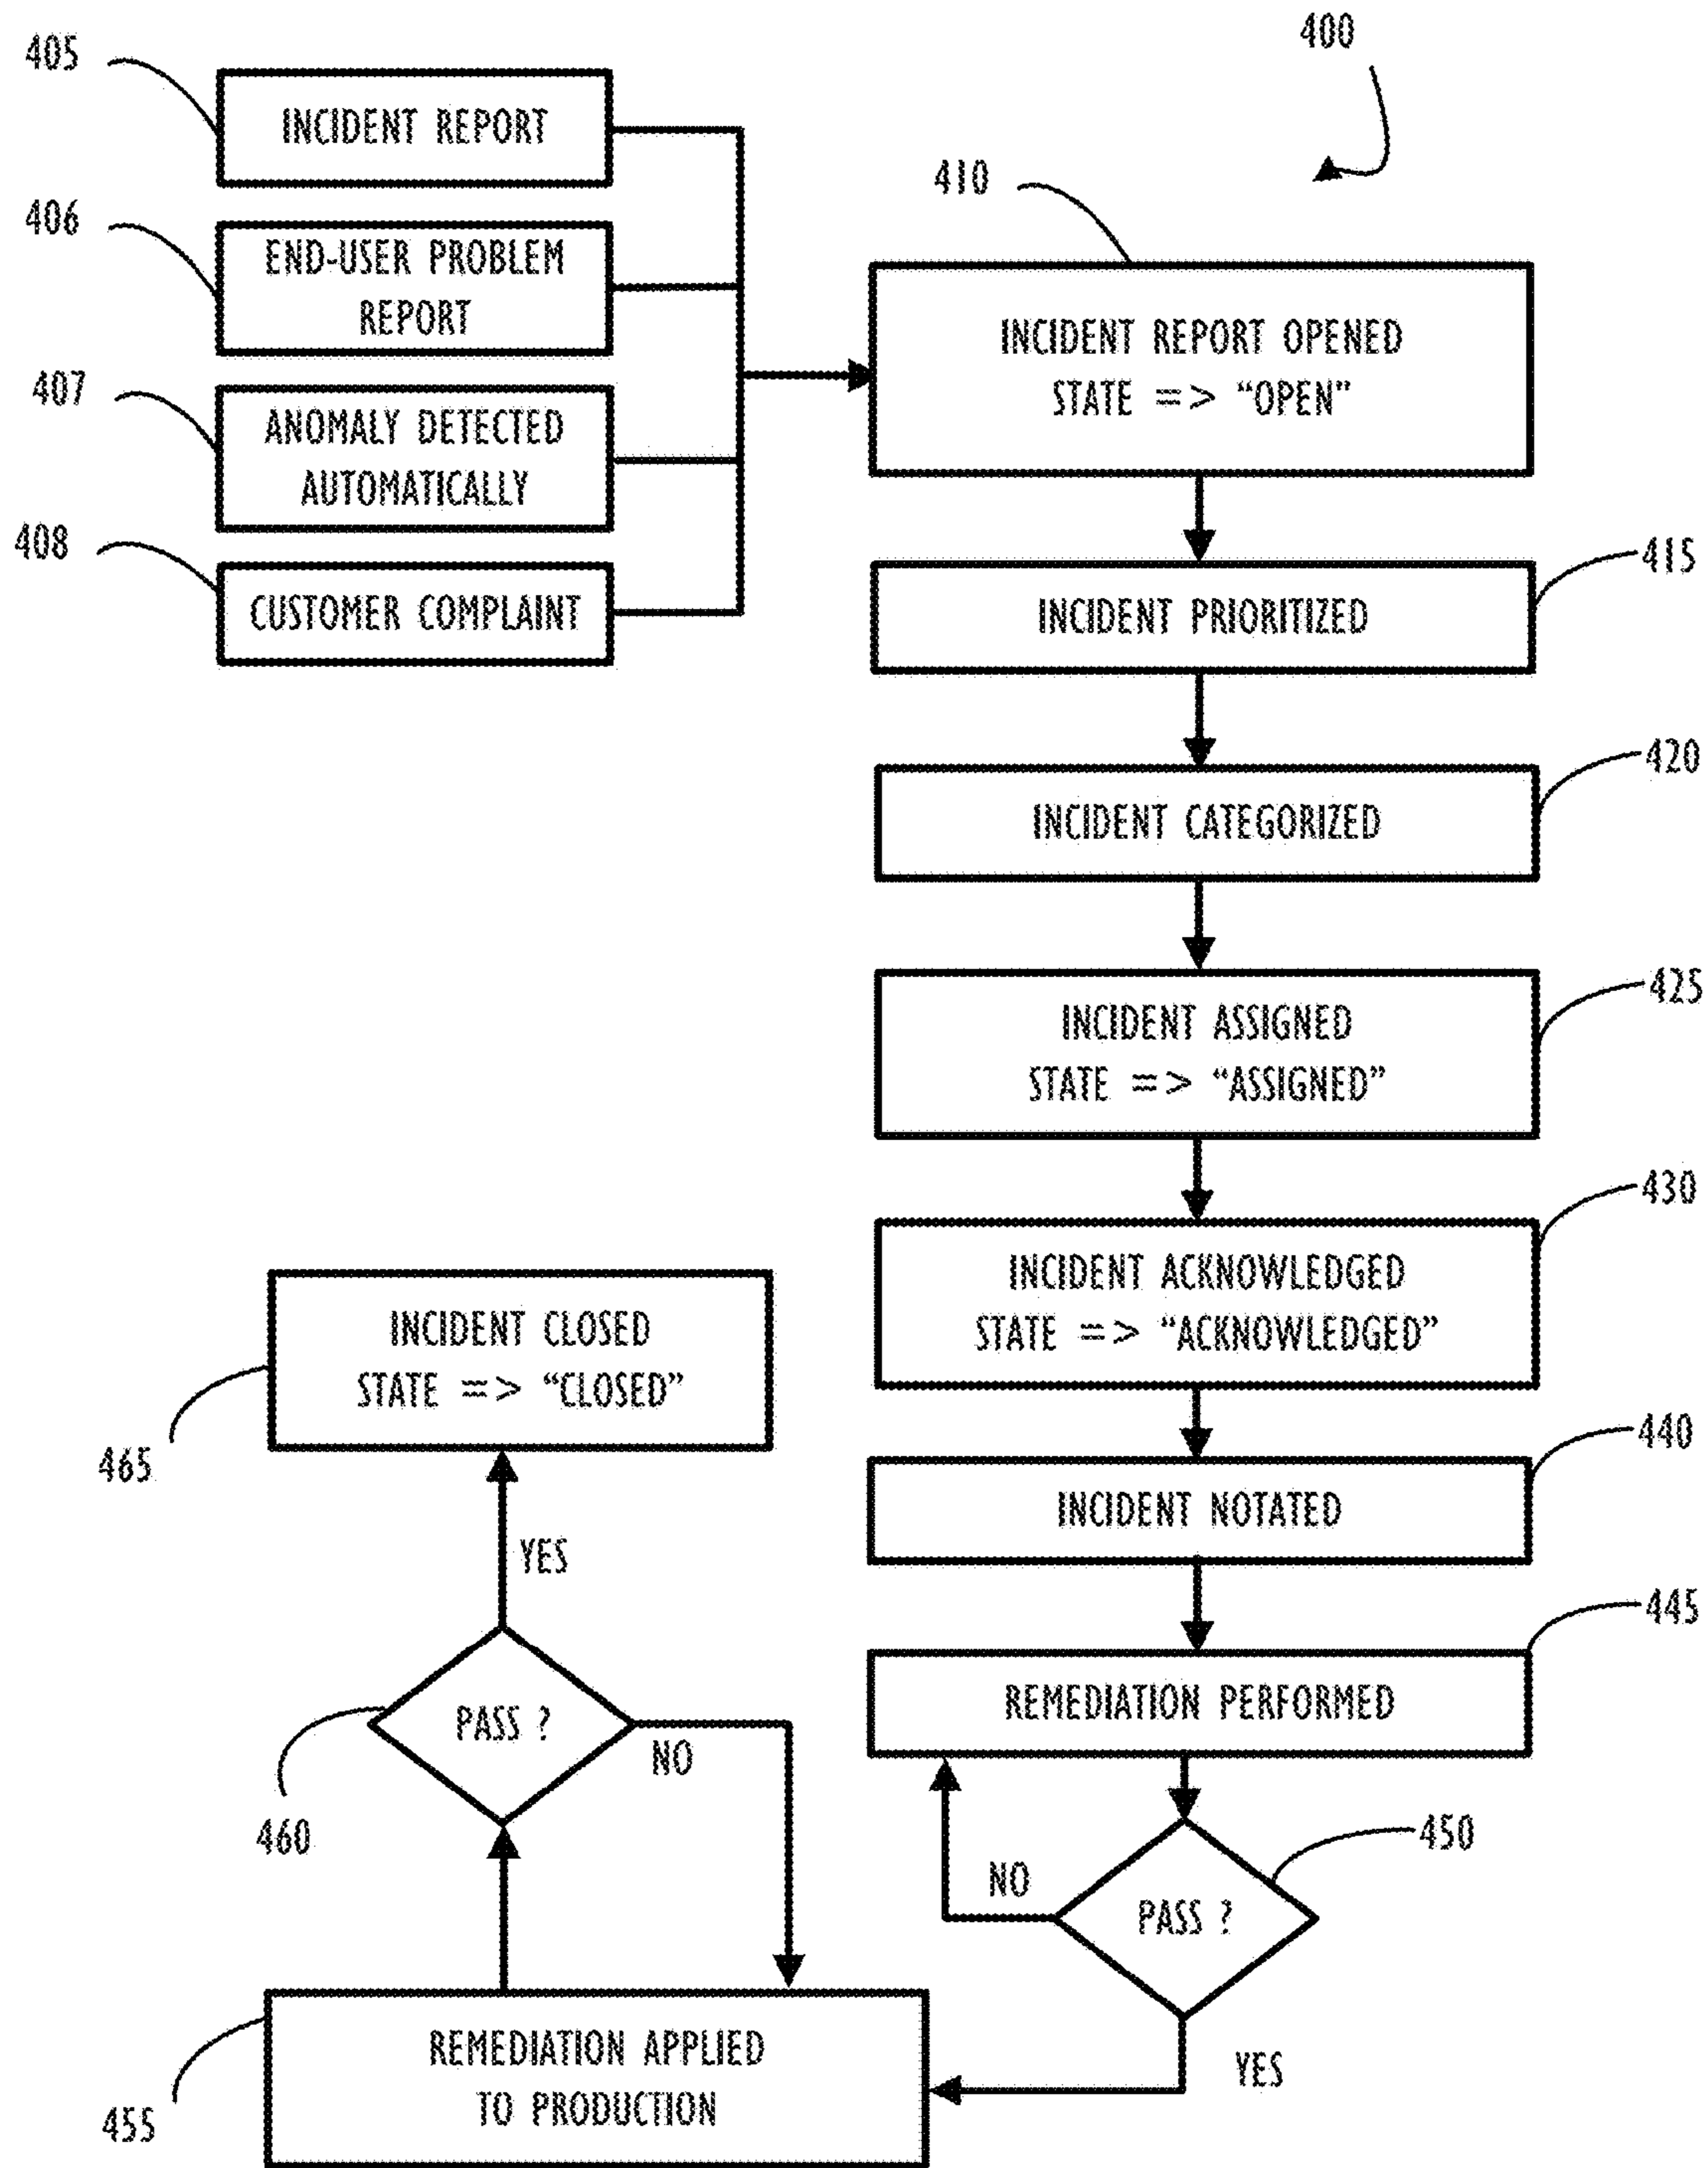 400
405
INCIDENT REPORT
406
END-USER PROBLEM
REPORT
407
ANOMALY DETECTED
AUTOMATICALLY
408
CUSTOMER COMPLAINT
410
INCIDENT REPORT OPENED
STATE => “OPEN”
415
INCIDENT PRIORITIZED
420
INCIDENT CATEGORIZED
425
INCIDENT ASSIGNED
STATE => “ASSIGNED”
430
INCIDENT ACKNOWLEDGED
STATE => “ACKNOWLEDGED”
440
INCIDENT NOTATED
445
REMEDIATION PERFORMED
450
PASS ?
NO
YES
455
REMEDIATION APPLIED
TO PRODUCTION
460
PASS ?
NO
YES
465
INCIDENT CLOSED
STATE => “CLOSED”